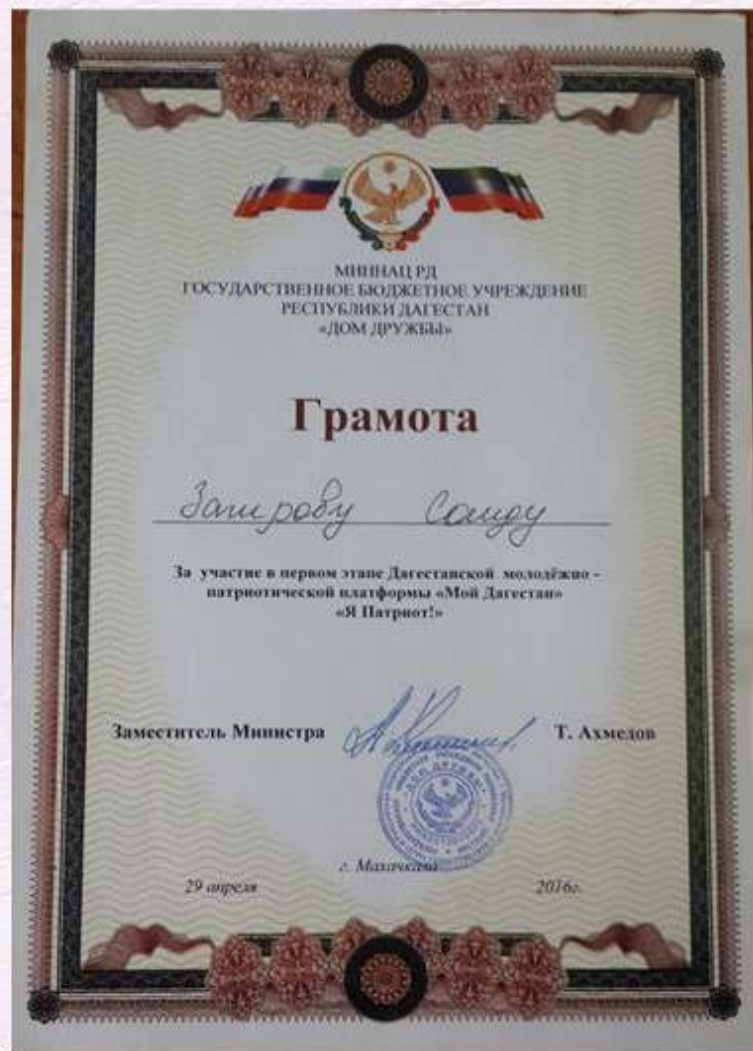 МИННАЦ РД
ГОСУДАРСТВЕННОЕ БЮДЖЕТНОЕ УЧРЕЖДЕНИЕ
РЕСПУБЛИКИ ДАГЕСТАН
«ДОМ ДРУЖБЫ»
Грамота
Загирову Саиду
За участие в первом этапе Дагестанской молодёжно -
патриотической платформы «Мой Дагестан»
«Я Патриот!»
Заместитель Министра Т. Ахмедов
г. Махачкала
29 апреля 2016г.